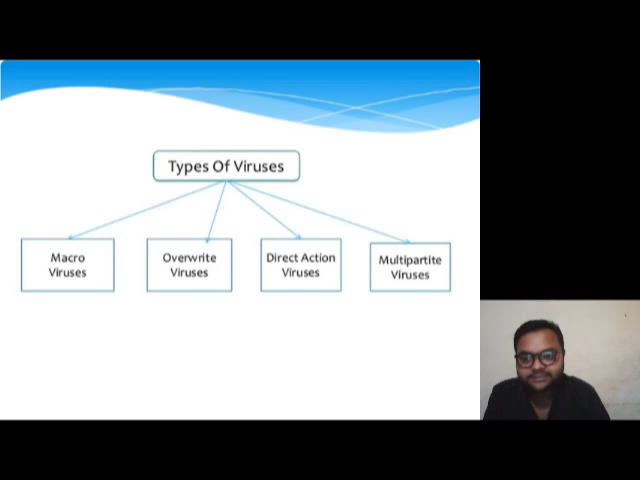 Types Of Viruses
Macro
Viruses
Overwrite
Viruses
Direct Action
Viruses
Multipartite
Viruses